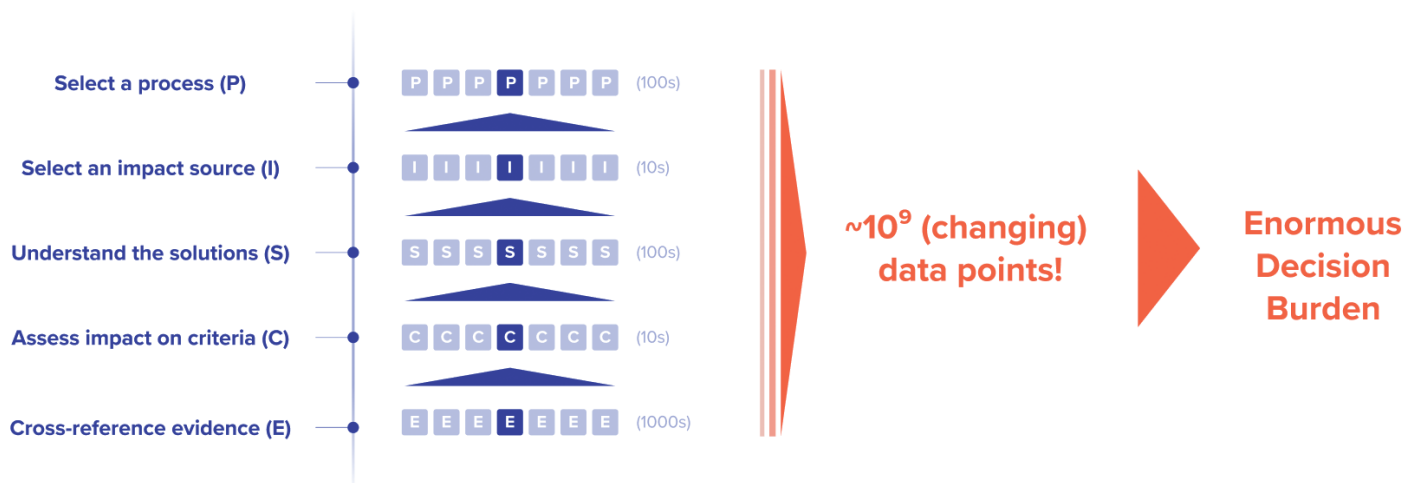 Select a process (P)
P P P P P P P (100s)
Select an impact source (I)
I I I I I I I (10s)
Understand the solutions (S)
S S S S S S S (100s)
Assess impact on criteria (C)
C C C C C C C (10s)
Cross-reference evidence (E)
E E E E E E E (1000s)
~10⁹ (changing)
data points!
Enormous
Decision
Burden